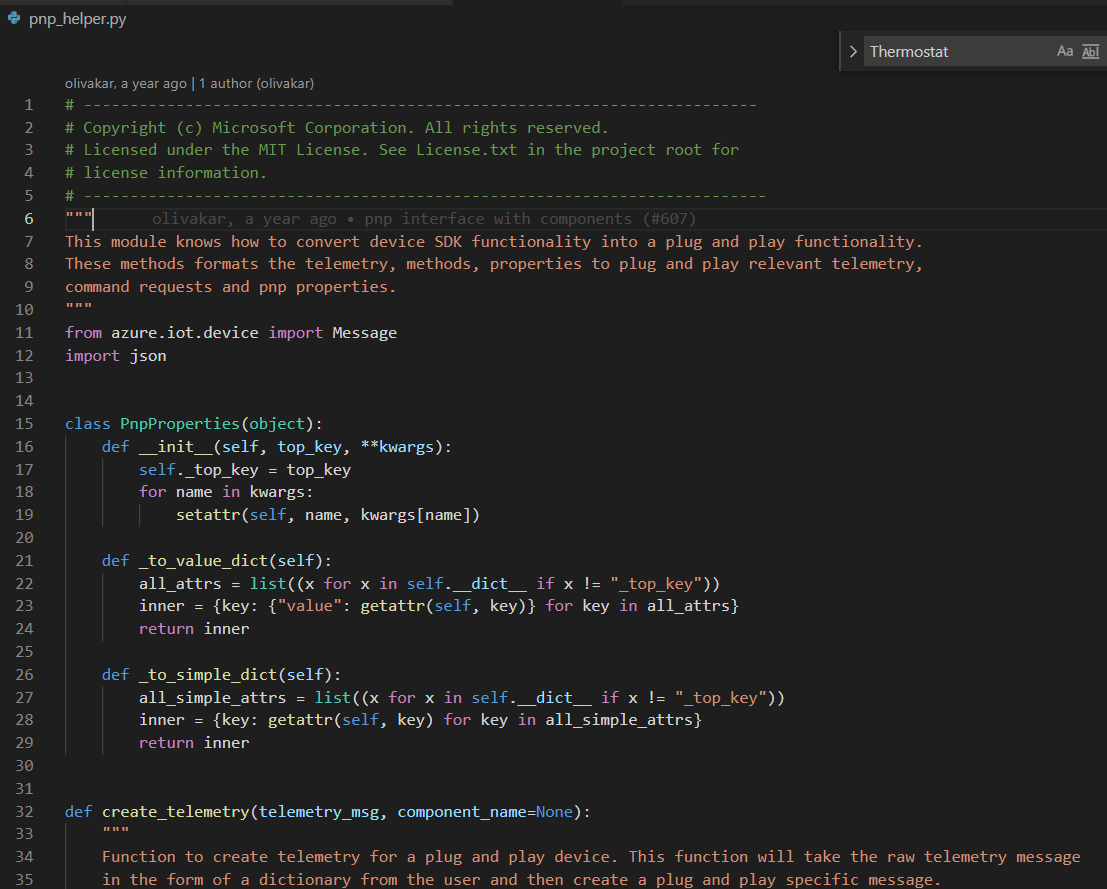 pnp_helper.py
Thermostat Aa Abl
olivakar, a year ago | 1 author (olivakar)
1 # -------------------------------------------------------------------------
2 # Copyright (c) Microsoft Corporation. All rights reserved.
3 # Licensed under the MIT License. See License.txt in the project root for
4 # license information.
5 # --------------------------------------------------------------------------
6 """ olivakar, a year ago • pnp interface with components (#607)
7 This module knows how to convert device SDK functionality into a plug and play functionality.
8 These methods formats the telemetry, methods, properties to plug and play relevant telemetry,
9 command requests and pnp properties.
10 """
11 from azure.iot.device import Message
12 import json
13
14
15 class PnpProperties(object):
16     def __init__(self, top_key, **kwargs):
17         self._top_key = top_key
18         for name in kwargs:
19             setattr(self, name, kwargs[name])
20
21     def _to_value_dict(self):
22         all_attrs = list((x for x in self.__dict__ if x != "_top_key"))
23         inner = {key: {"value": getattr(self, key)} for key in all_attrs}
24         return inner
25
26     def _to_simple_dict(self):
27         all_simple_attrs = list((x for x in self.__dict__ if x != "_top_key"))
28         inner = {key: getattr(self, key) for key in all_simple_attrs}
29         return inner
30
31
32 def create_telemetry(telemetry_msg, component_name=None):
33     """
34     Function to create telemetry for a plug and play device. This function will take the raw telemetry message
35     in the form of a dictionary from the user and then create a plug and play specific message.